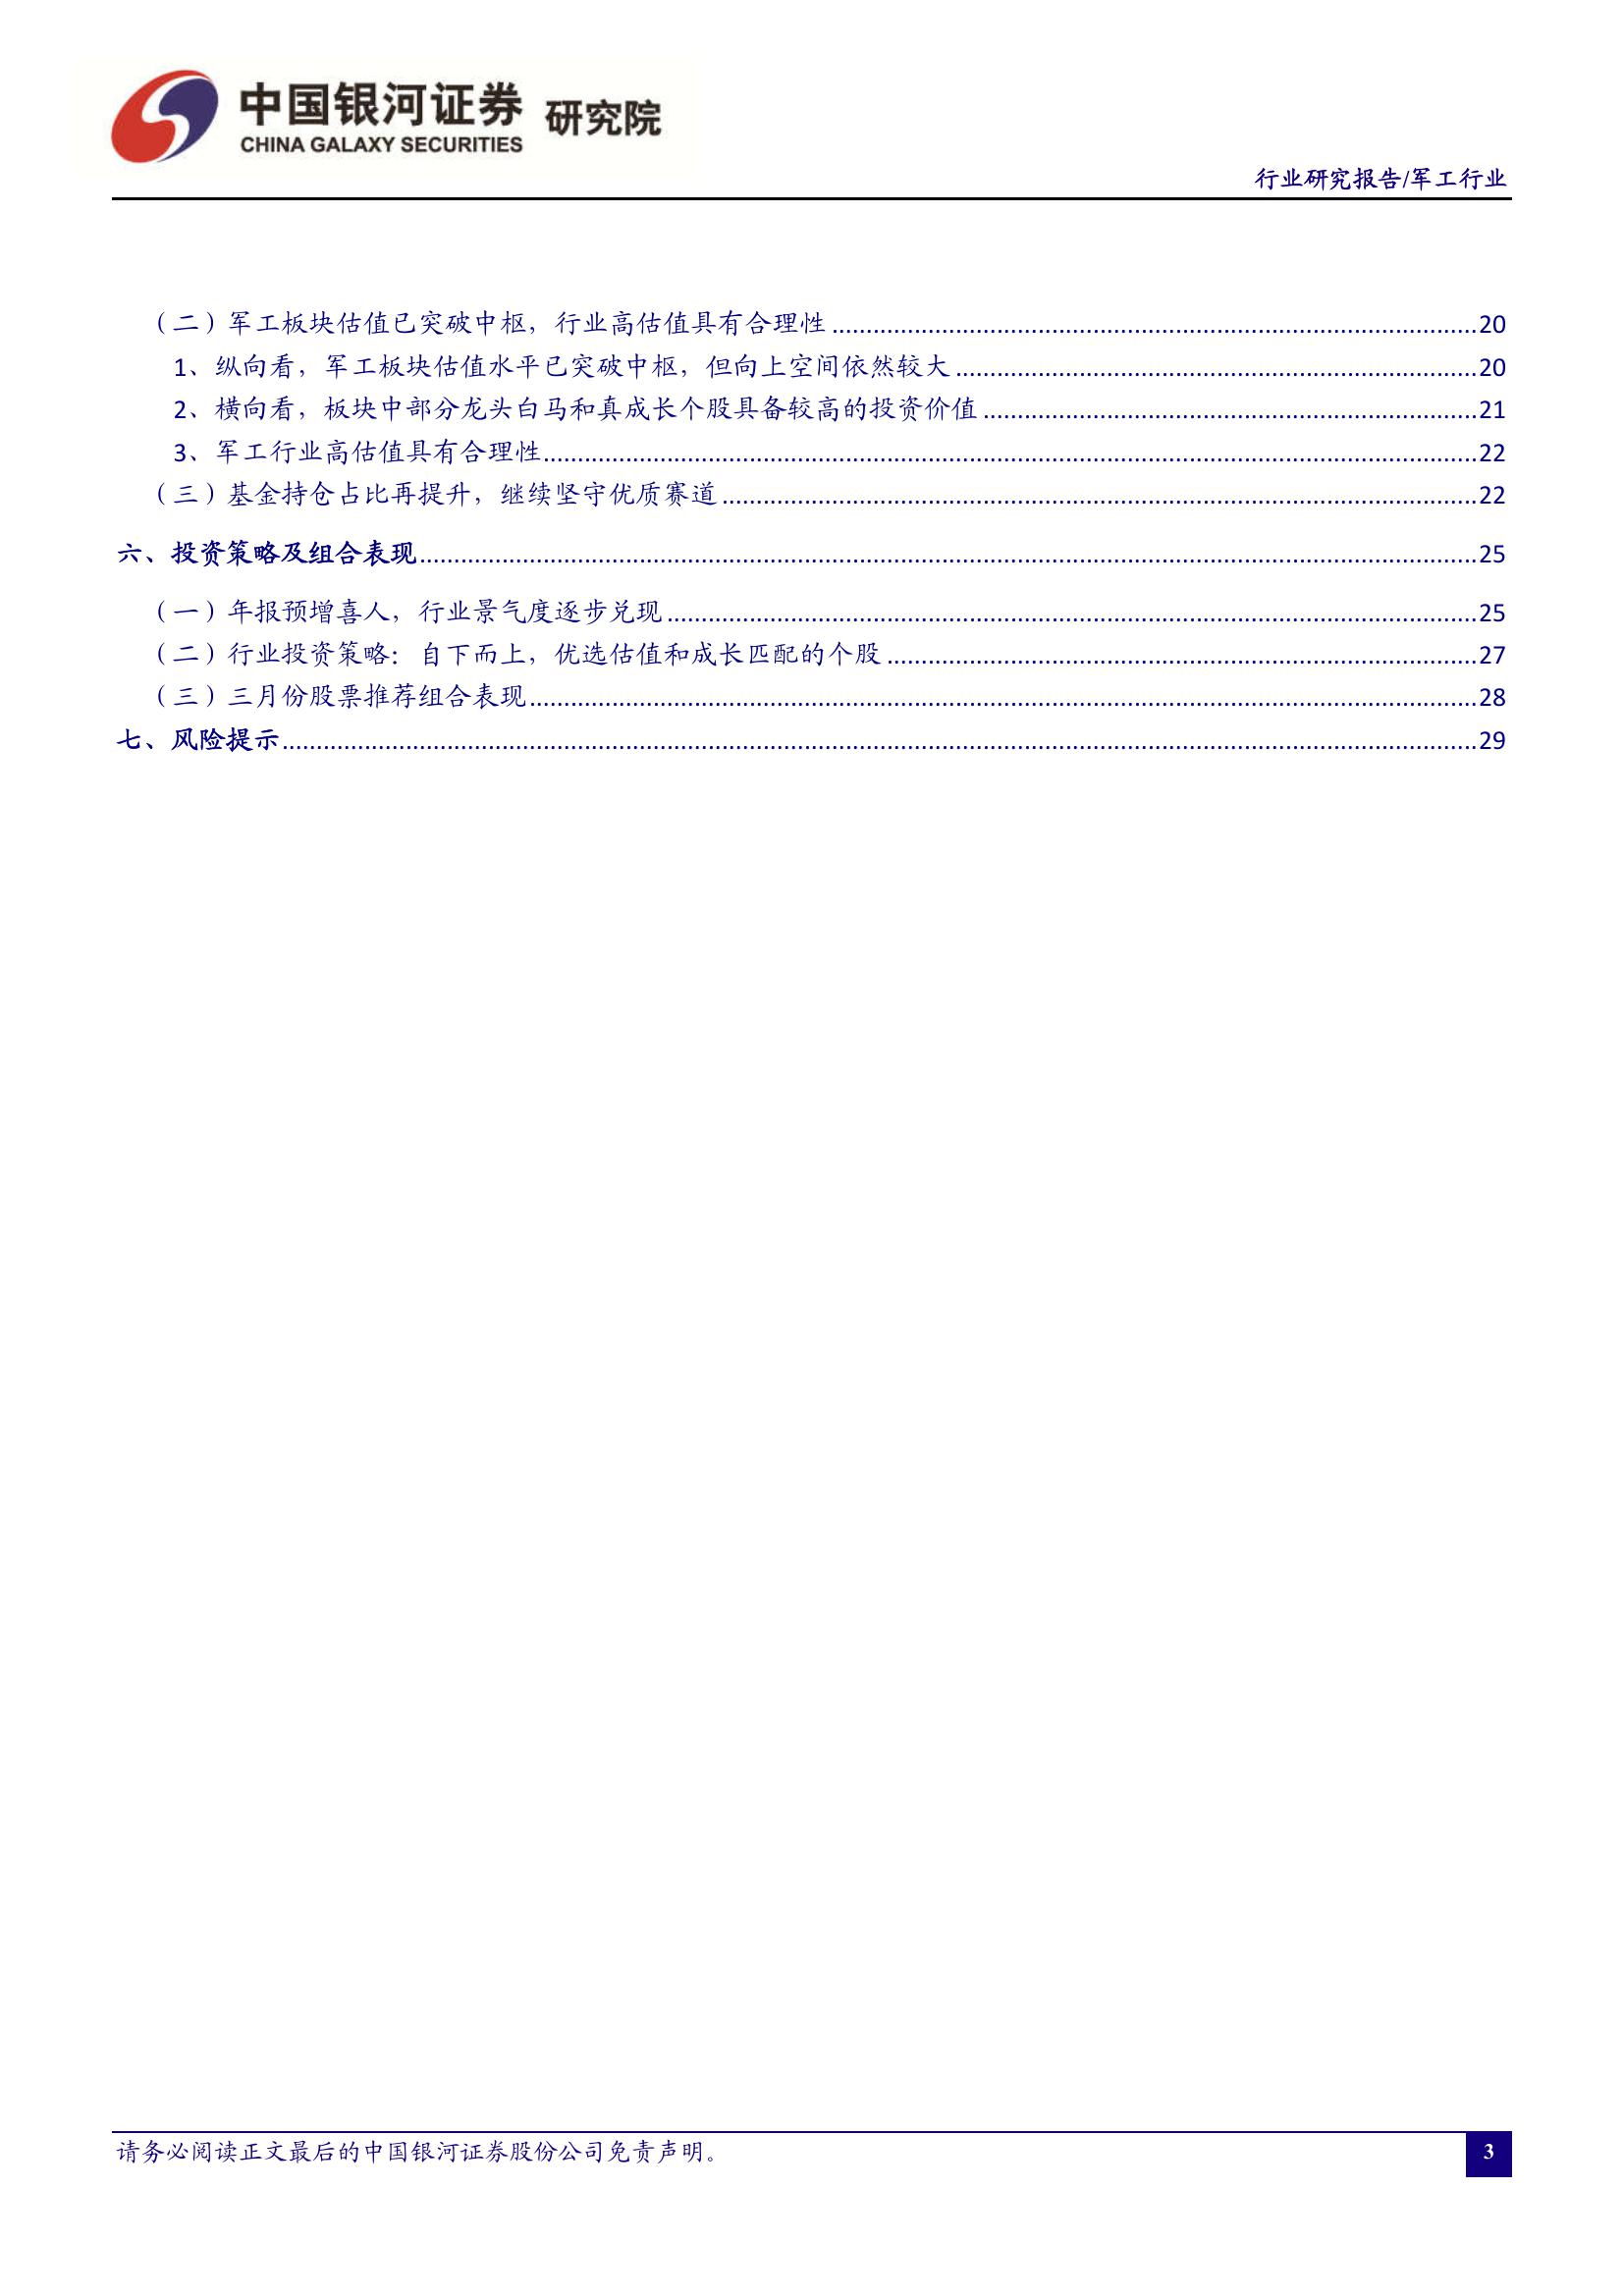 中国银河证券 研究院
CHINA GALAXY SECURITIES
行业研究报告/军工行业
（二）军工板块估值已突破中枢，行业高估值具有合理性........................20
1、纵向看，军工板块估值水平已突破中枢，但向上空间依然较大........................20
2、横向看，板块中部分龙头白马和真成长个股具备较高的投资价值........................21
3、军工行业高估值具有合理性........................22
（三）基金持仓占比再提升，继续坚守优质赛道........................22
六、投资策略及组合表现........................25
（一）年报预增喜人，行业景气度逐步兑现........................25
（二）行业投资策略：自下而上，优选估值和成长匹配的个股........................27
（三）三月份股票推荐组合表现........................28
七、风险提示........................29
请务必阅读正文最后的中国银河证券股份公司免责声明。
3